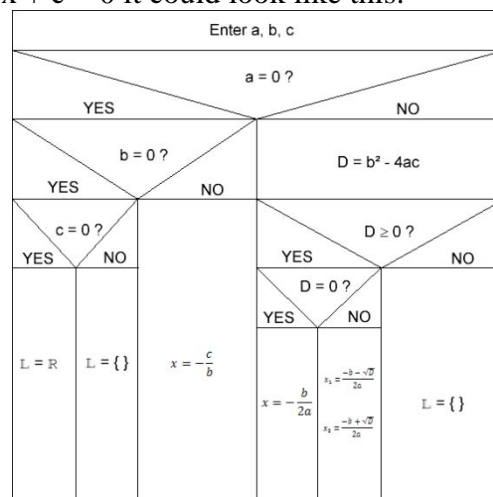 x + c = 0 it could look like this:
Enter a, b, c
a = 0 ?
YES
NO
b = 0 ?
D = b² - 4ac
YES
NO
c = 0 ?
D ≥ 0 ?
YES
NO
YES
NO
D = 0 ?
YES
NO
𝕃 = ℝ
𝕃 = { }
x = -c/b
x = -b/2a
x₁ = (-b - √D)/2a
x₂ = (-b + √D)/2a
𝕃 = { }